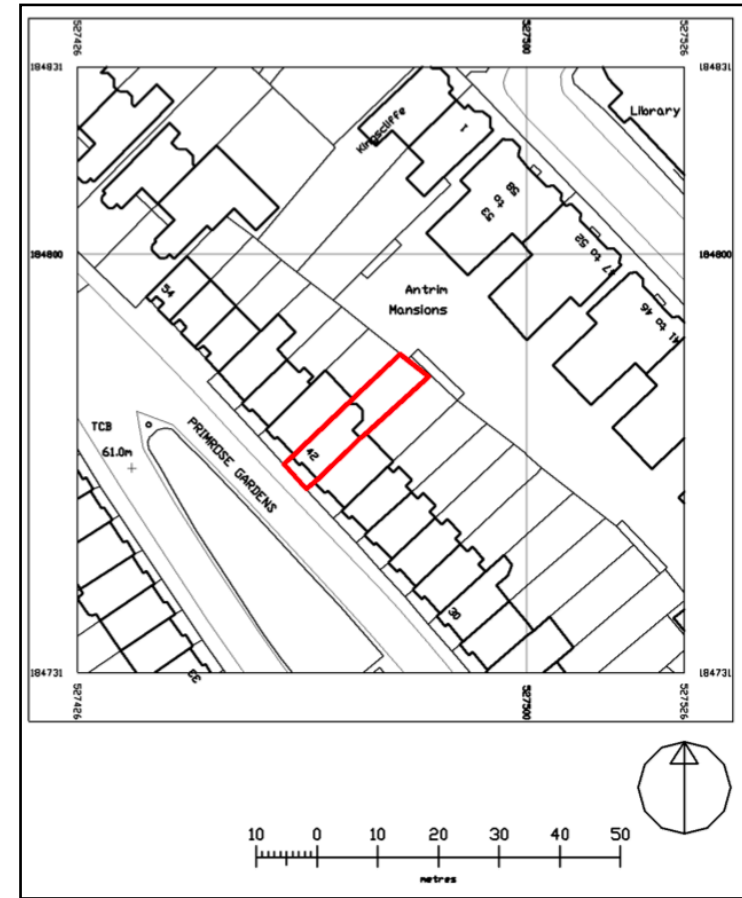 527426
527500
527526
184831
184831
Library
Kingscliffe
1
58 to 53
52 to 47
46 to 41
184800
184800
Antrim
Mansions
54
TCB
61.0m
PRIMROSE GARDENS
42
30
33
184731
184731
527426
527500
527526
10 0 10 20 30 40 50
metres